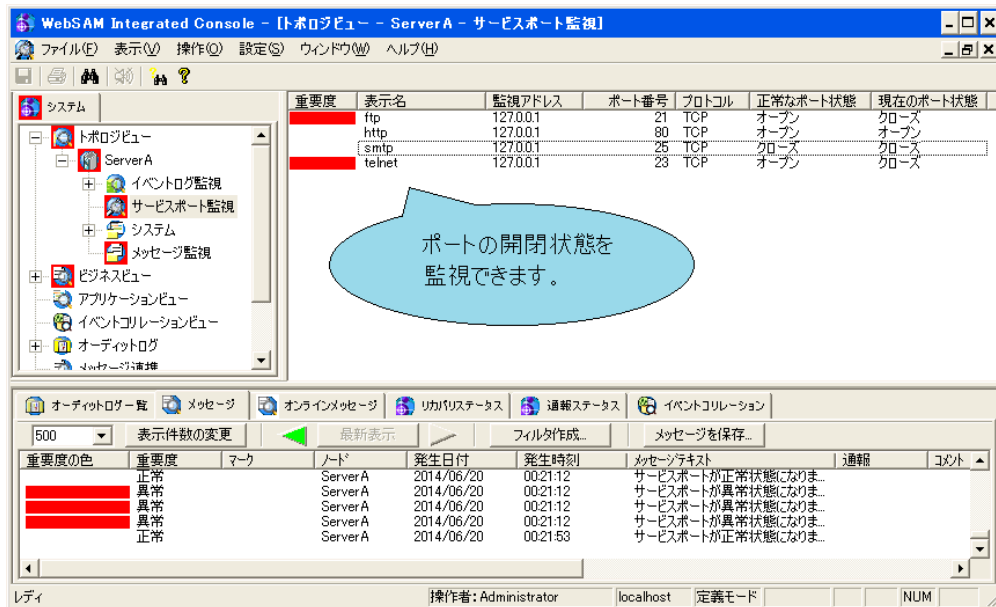 WebSAM Integrated Console - [トポロジビュー - ServerA - サービスポート監視]
ファイル(F) 表示(V) 操作(O) 設定(S) ウィンドウ(W) ヘルプ(H)
システム
トポロジビュー
ServerA
イベントログ監視
サービスポート監視
システム
メッセージ監視
ビジネスビュー
アプリケーションビュー
イベントコリレーションビュー
オーディットログ
メッセージ連携
重要度 表示名 監視アドレス ポート番号 プロトコル 正常なポート状態 現在のポート状態
ftp 127.0.0.1 21 TCP オープン クローズ
http 127.0.0.1 80 TCP オープン オープン
smtp 127.0.0.1 25 TCP クローズ クローズ
telnet 127.0.0.1 23 TCP オープン クローズ
ポートの開閉状態を
監視できます。
オーディットログ一覧 メッセージ オンラインメッセージ リカバリステータス 通報ステータス イベントコリレーション
500 表示件数の変更 最新表示 フィルタ作成... メッセージを保存...
重要度の色 重要度 マーク ノード 発生日付 発生時刻 メッセージテキスト 通報 コメント
正常 ServerA 2014/06/20 00:21:12 サービスポートが正常状態になりま...
異常 ServerA 2014/06/20 00:21:12 サービスポートが異常状態になりま...
異常 ServerA 2014/06/20 00:21:12 サービスポートが異常状態になりま...
異常 ServerA 2014/06/20 00:21:12 サービスポートが異常状態になりま...
正常 ServerA 2014/06/20 00:21:53 サービスポートが正常状態になりま...
レディ 操作者: Administrator localhost 定義モード NUM